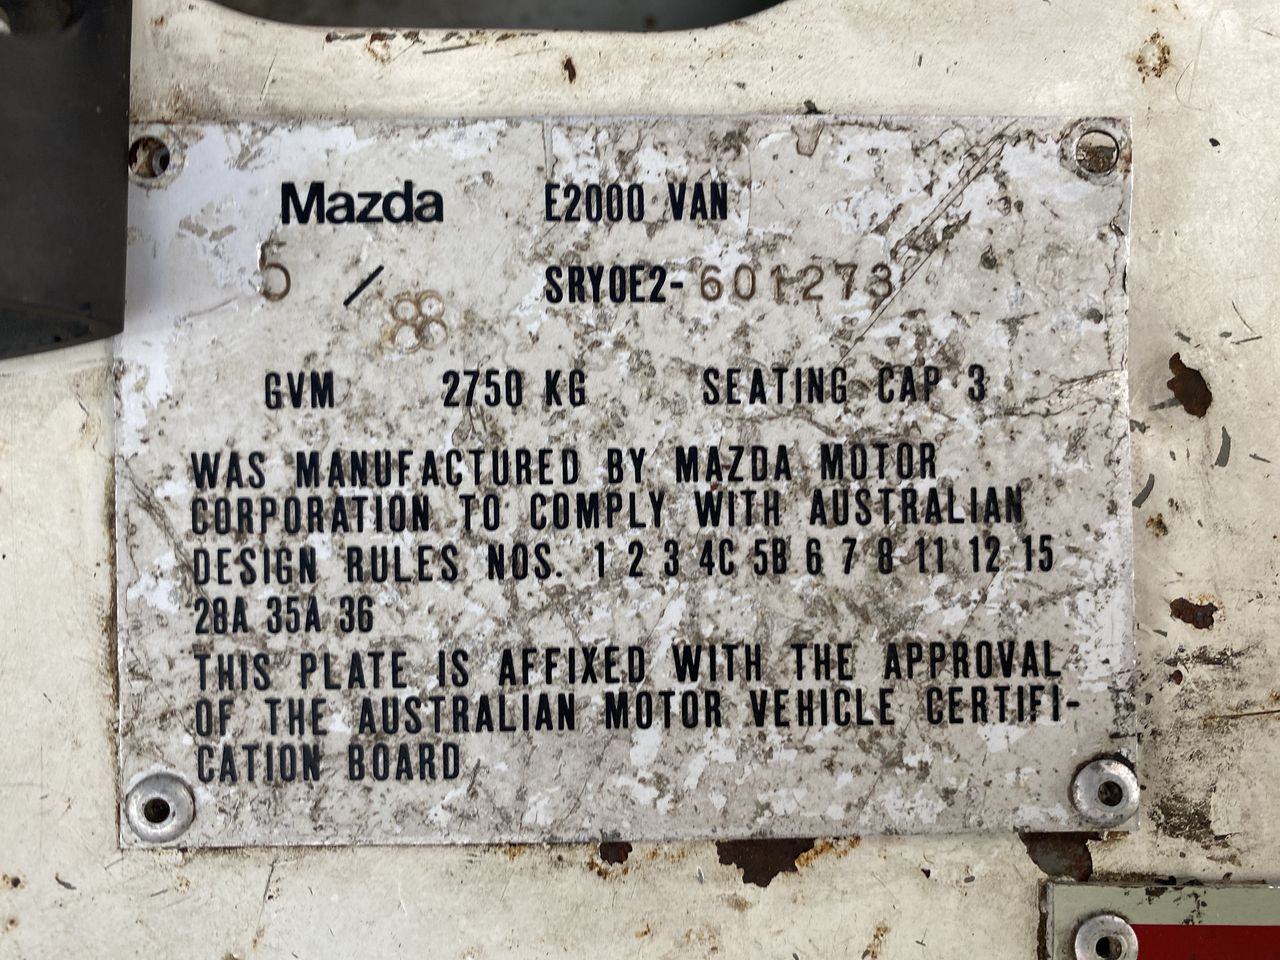 Mazda E2000 VAN
5 / 88 SRY0E2-601273
GVM 2750 KG SEATING CAP 3
WAS MANUFACTURED BY MAZDA MOTOR
CORPORATION TO COMPLY WITH AUSTRALIAN
DESIGN RULES NOS. 1 2 3 4C 5B 6 7 8 11 12 15
28A 35A 36
THIS PLATE IS AFFIXED WITH THE APPROVAL
OF THE AUSTRALIAN MOTOR VEHICLE CERTIFI-
CATION BOARD